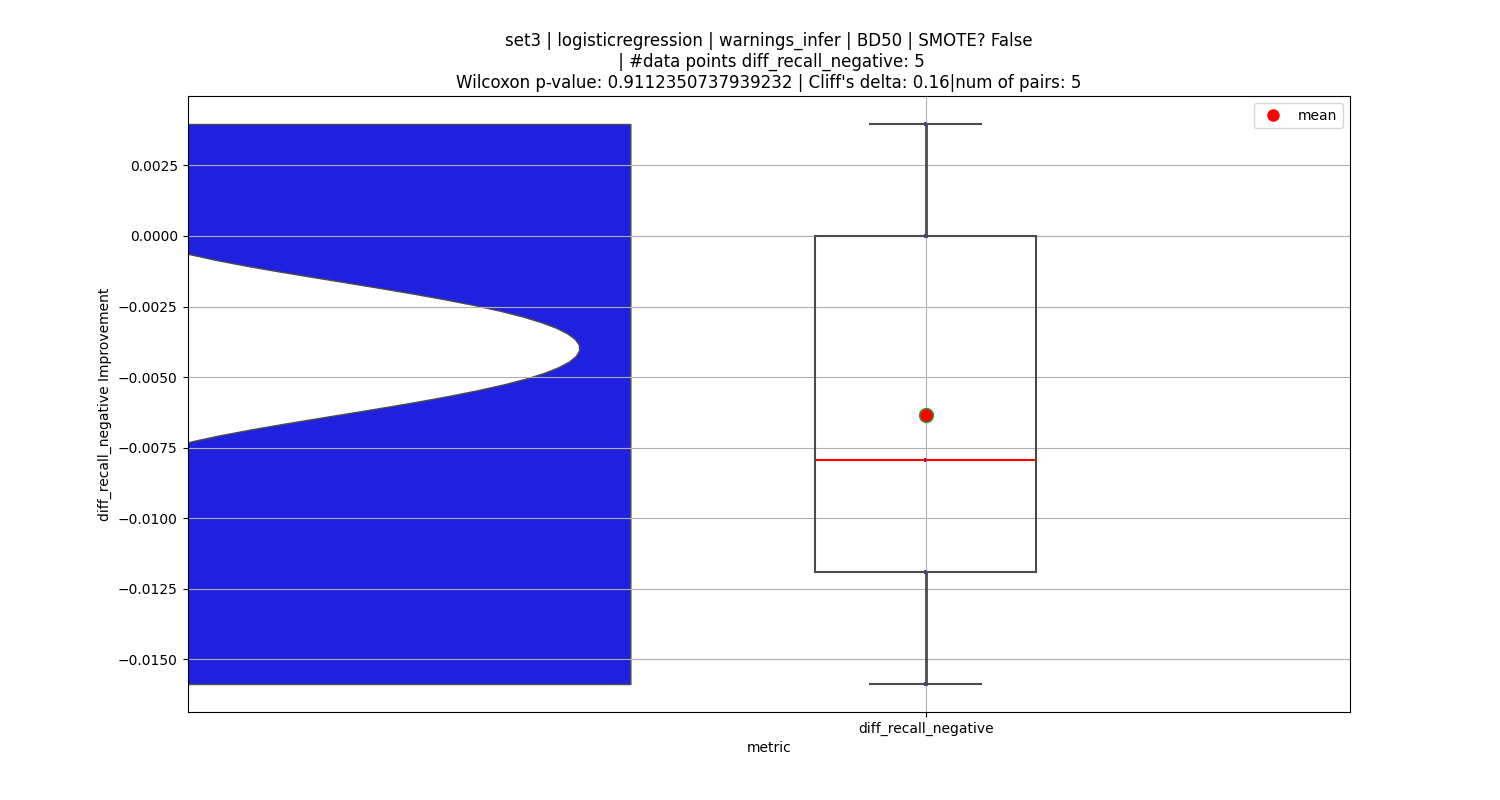 set3 | logisticregression | warnings_infer | BD50 | SMOTE? False
| #data points diff_recall_negative: 5
Wilcoxon p-value: 0.9112350737939232 | Cliff's delta: 0.16|num of pairs: 5
mean
0.0025
0.0000
−0.0025
−0.0050
−0.0075
−0.0100
−0.0125
−0.0150
diff_recall_negative Improvement
diff_recall_negative
metric